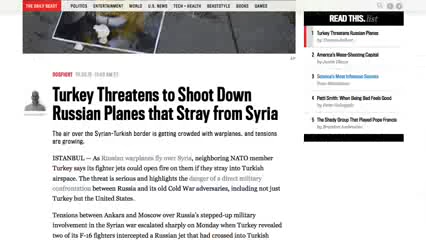 THE DAILY BEAST
POLITICS ENTERTAINMENT WORLD U.S. NEWS TECH + HEALTH BEASTSTYLE BOOKS
DOGFIGHT
Turkey Threatens to Shoot Down
Russian Planes that Stray from Syria
The air over the Syrian-Turkish border is getting crowded with warplanes, and tensions
are growing.
ISTANBUL — As Russian warplanes fly over Syria, neighboring NATO member
Turkey says its fighter jets could open fire on them if they stray into Turkish
airspace. The threat is serious and highlights the danger of a direct military
confrontation between Russia and its old Cold War adversaries, including not just
Turkey but the United States.
Tensions between Ankara and Moscow over Russia's stepped-up military
involvement in the Syrian war escalated sharply on Monday when Turkey revealed
two of its F-16 fighters intercepted a Russian jet that had crossed into Turkish
READ THIS. list
1 Turkey Threatens Russian Planes
2 America's Mass-Shooting Capital
3 Science's Most Infamous Genius
4 Patti Smith: When Being Bad Feels Good
5 The Shady Group That Played Pope Francis